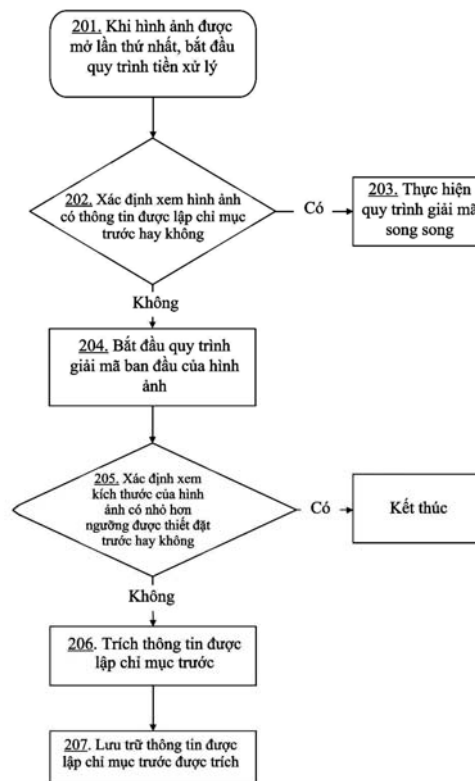 201. Khi hình ảnh được
mở lần thứ nhất, bắt đầu
quy trình tiền xử lý
202. Xác định xem hình ảnh
có thông tin được lập chỉ mục
trước hay không
Có
203. Thực hiện
quy trình giải mã
song song
Không
204. Bắt đầu quy trình
giải mã ban đầu của hình
ảnh
205. Xác định xem
kích thước của hình
ảnh có nhỏ hơn
ngưỡng được thiết đặt
trước hay không
Có
Kết thúc
Không
206. Trích thông tin được
lập chỉ mục trước
207. Lưu trữ thông tin được
lập chỉ mục trước được trích